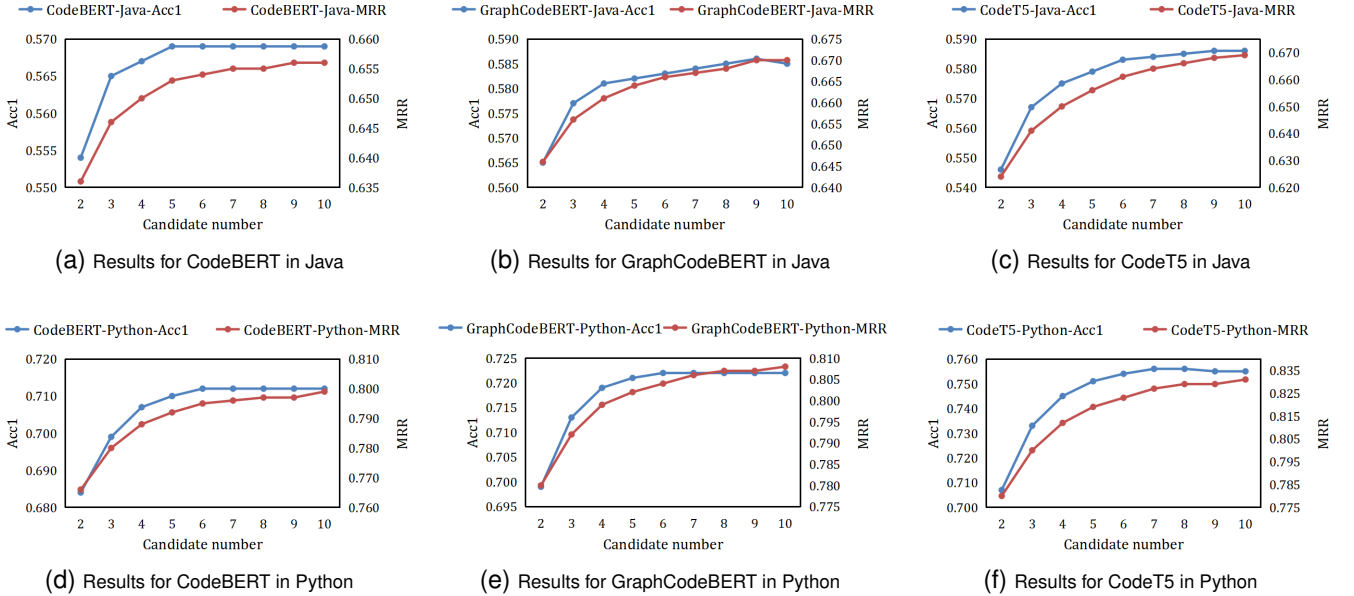 CodeBERT-Java-Acc1 CodeBERT-Java-MRR
0.570 0.660
0.565 0.655
0.560 0.650
0.555 0.645
0.550 0.640
0.635
Acc1
MRR
2 3 4 5 6 7 8 9 10
Candidate number
(a) Results for CodeBERT in Java
GraphCodeBERT-Java-Acc1 GraphCodeBERT-Java-MRR
0.590 0.675
0.585 0.670
0.580 0.665
0.575 0.660
0.570 0.655
0.565 0.650
0.560 0.645
0.640
Acc1
MRR
2 3 4 5 6 7 8 9 10
Candidate number
(b) Results for GraphCodeBERT in Java
CodeT5-Java-Acc1 CodeT5-Java-MRR
0.590 0.670
0.580 0.660
0.570 0.650
0.560 0.640
0.550 0.630
0.540 0.620
Acc1
MRR
2 3 4 5 6 7 8 9 10
Candidate number
(c) Results for CodeT5 in Java
CodeBERT-Python-Acc1 CodeBERT-Python-MRR
0.720 0.810
0.710 0.800
0.700 0.790
0.690 0.780
0.680 0.770
0.760
Acc1
MRR
2 3 4 5 6 7 8 9 10
Candidate number
(d) Results for CodeBERT in Python
GraphCodeBERT-Python-Acc1 GraphCodeBERT-Python-MRR
0.725 0.810
0.720 0.805
0.715 0.800
0.710 0.795
0.705 0.790
0.700 0.785
0.695 0.780
0.775
Acc1
MRR
2 3 4 5 6 7 8 9 10
Candidate number
(e) Results for GraphCodeBERT in Python
CodeT5-Python-Acc1 CodeT5-Python-MRR
0.760 0.835
0.750 0.825
0.740 0.815
0.730 0.805
0.720 0.795
0.710 0.785
0.700 0.775
Acc1
MRR
2 3 4 5 6 7 8 9 10
Candidate number
(f) Results for CodeT5 in Python